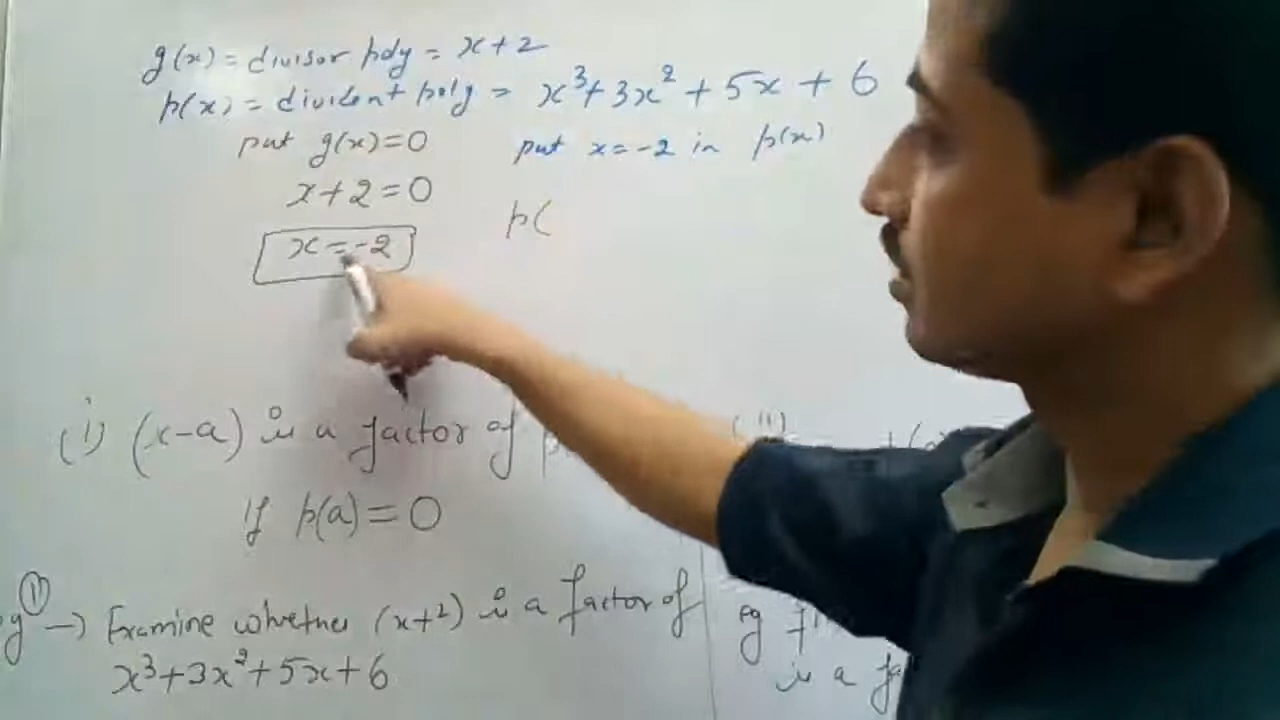 g(x) = divisor poly = x+2
p(x) = divident poly = x³+3x²+5x+6
put g(x)=0
put x=-2 in p(x)
x+2=0
x=-2
p(
(i) (x-a) is a factor of
(ii)
if p(a)=0
eg (1) → Examine whether (x+2) is a factor of
x³+3x²+5x+6
eg
is a